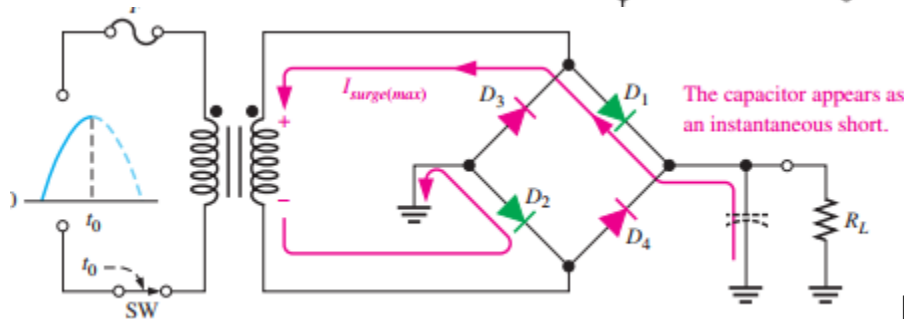 I_surge(max)
D3
D1
The capacitor appears as
an instantaneous short.
+
–
D2
D4
R_L
t0
t0
SW